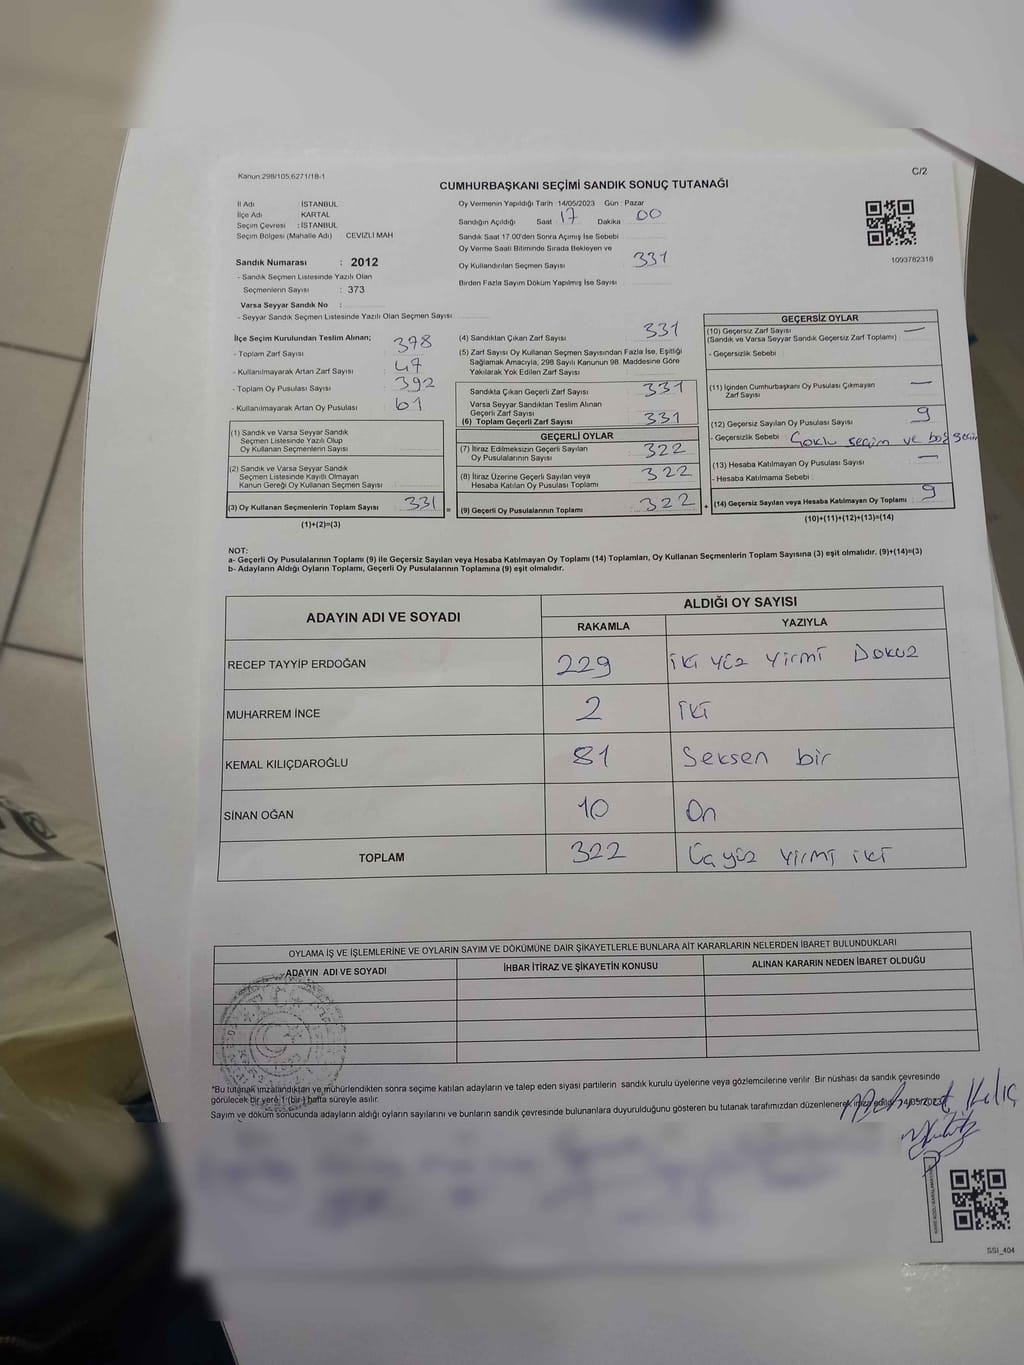 Kanun 298/105,6271/18-1
C/2
CUMHURBAŞKANI SEÇİMİ SANDIK SONUÇ TUTANAĞI
İl Adı : İSTANBUL
İlçe Adı KARTAL
Seçim Çevresi : İSTANBUL
Seçim Bölgesi (Mahalle Adı) CEVİZLİ MAH.
Oy Vermenin Yapıldığı Tarih : 14/05/2023 Gün : Pazar
Sandığın Açıldığı Saat : 17 Dakika : 00
Sandık Saat 17.00'den Sonra Açımış İse Sebebi
Oy Verme Saati Bitiminde Sırada Bekleyen ve
Oy Kullandırılan Seçmen Sayısı : 331
Birden Fazla Sayım Döküm Yapılmış İse Sayısı :
1093762318
Sandık Numarası : 2012
- Sandık Seçmen Listesinde Yazılı Olan
Seçmenlerin Sayısı : 373
Varsa Seyyar Sandık No :
- Seyyar Sandık Seçmen Listesinde Yazılı Olan Seçmen Sayısı:
İlçe Seçim Kurulundan Teslim Alınan;
- Toplam Zarf Sayısı : 378
- Kullanılmayarak Artan Zarf Sayısı : 47
- Toplam Oy Pusulası Sayısı : 392
- Kullanılmayarak Artan Oy Pusulası : 61
(1) Sandık ve Varsa Seyyar Sandık
Seçmen Listesinde Yazılı Olup
Oy Kullanan Seçmenlerin Sayısı :
(2) Sandık ve Varsa Seyyar Sandık
Seçmen Listesinde Kayıtlı Olmayan
Kanun Gereği Oy Kullanan Seçmen Sayısı :
(3) Oy Kullanan Seçmenlerin Toplam Sayısı : 331
(1)+(2)=(3)
(4) Sandıktan Çıkan Zarf Sayısı : 331
(5) Zarf Sayısı Oy Kullanan Seçmen Sayısından Fazla İse, Eşitliği
Sağlamak Amacıyla, 298 Sayılı Kanunun 98. Maddesine Göre
Yakılarak Yok Edilen Zarf Sayısı :
Sandıkta Çıkan Geçerli Zarf Sayısı : 331
Varsa Seyyar Sandıktan Teslim Alınan
Geçerli Zarf Sayısı :
(6) Toplam Geçerli Zarf Sayısı : 331
GEÇERLİ OYLAR
(7) İtiraz Edilmeksizin Geçerli Sayılan
Oy Pusulalarının Sayısı : 322
(8) İtiraz Üzerine Geçerli Sayılan veya
Hesaba Katılan Oy Pusulası Toplamı : 322
(9) Geçerli Oy Pusulalarının Toplamı : 322
GEÇERSİZ OYLAR
(10) Geçersiz Zarf Sayısı
(Sandık ve Varsa Seyyar Sandık Geçersiz Zarf Toplamı) : —
- Geçersizlik Sebebi :
(11) İçinden Cumhurbaşkanı Oy Pusulası Çıkmayan
Zarf Sayısı : —
(12) Geçersiz Sayılan Oy Pusulası Sayısı : 9
- Geçersizlik Sebebi : Çoklu seçim ve boş seçim
(13) Hesaba Katılmayan Oy Pusulası Sayısı : —
- Hesaba Katılmama Sebebi :
(14) Geçersiz Sayılan veya Hesaba Katılmayan Oy Toplamı : 9
(10)+(11)+(12)+(13)=(14)
NOT:
a- Geçerli Oy Pusulalarının Toplamı (9) ile Geçersiz Sayılan veya Hesaba Katılmayan Oy Toplamı (14) Toplamları, Oy Kullanan Seçmenlerin Toplam Sayısına (3) eşit olmalıdır. (9)+(14)=(3)
b- Adayların Aldığı Oyların Toplamı, Geçerli Oy Pusulalarının Toplamına (9) eşit olmalıdır.
ADAYIN ADI VE SOYADI ALDIĞI OY SAYISI
RAKAMLA YAZIYLA
RECEP TAYYİP ERDOĞAN 229 iki yüz yirmi Dokuz
MUHARREM İNCE 2 iki
KEMAL KILIÇDAROĞLU 81 Seksen bir
SİNAN OĞAN 10 On
TOPLAM 322 Üç yüz yirmi iki
OYLAMA İŞ VE İŞLEMLERİNE VE OYLARIN SAYIM VE DÖKÜMÜNE DAİR ŞİKAYETLERLE BUNLARA AİT KARARLARIN NELERDEN İBARET BULUNDUKLARI
ADAYIN ADI VE SOYADI İHBAR İTİRAZ VE ŞİKAYETİN KONUSU ALINAN KARARIN NEDEN İBARET OLDUĞU
*Bu tutanak imzalandıktan ve mühürlendikten sonra seçime katılan adayların ve talep eden siyasi partilerin sandık kurulu üyelerine veya gözlemcilerine verilir. Bir nüshası da sandık çevresinde
görülecek bir yere 1 (bir) hafta süreyle asılır.
Sayım ve döküm sonucunda adayların aldığı oyların sayılarını ve bunların sandık çevresinde bulunanlara duyurulduğunu gösteren bu tutanak tarafımızdan düzenlenerek imza edildi. 14/05/2023
Mehmet Kılıç
SSI_404